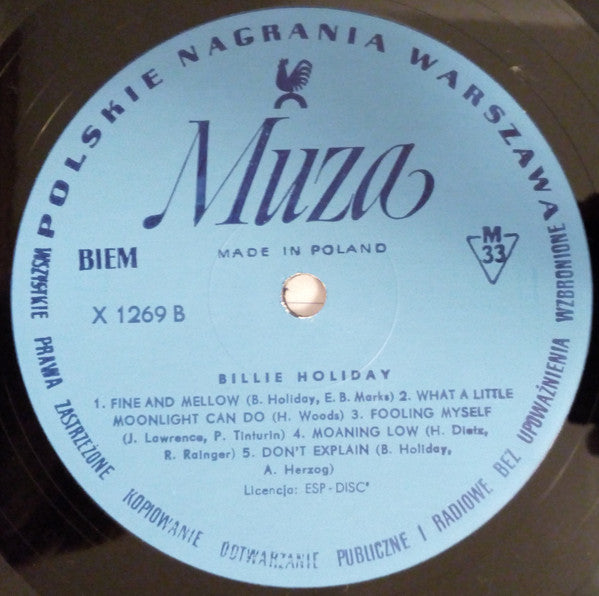 POLSKIE NAGRANIA WARSZAWA
Muza
MADE IN POLAND
BIEM
M
33
X 1269 B
BILLIE HOLIDAY
1. FINE AND MELLOW (B. Holiday, E. B. Marks) 2. WHAT A LITTLE
MOONLIGHT CAN DO (H. Woods) 3. FOOLING MYSELF
(J. Lawrence, P. Tinturin) 4. MOANING LOW (H. Dietz,
R. Rainger) 5. DON'T EXPLAIN (B. Holiday,
A. Herzog)
Licencja: ESP-DISC'
WSZYSTKIE PRAWA ZASTRZEŻONE KOPIOWANIE ODTWARZANIE PUBLICZNE I RADIOWE BEZ UPOWAŻNIENIA WZBRONIONE